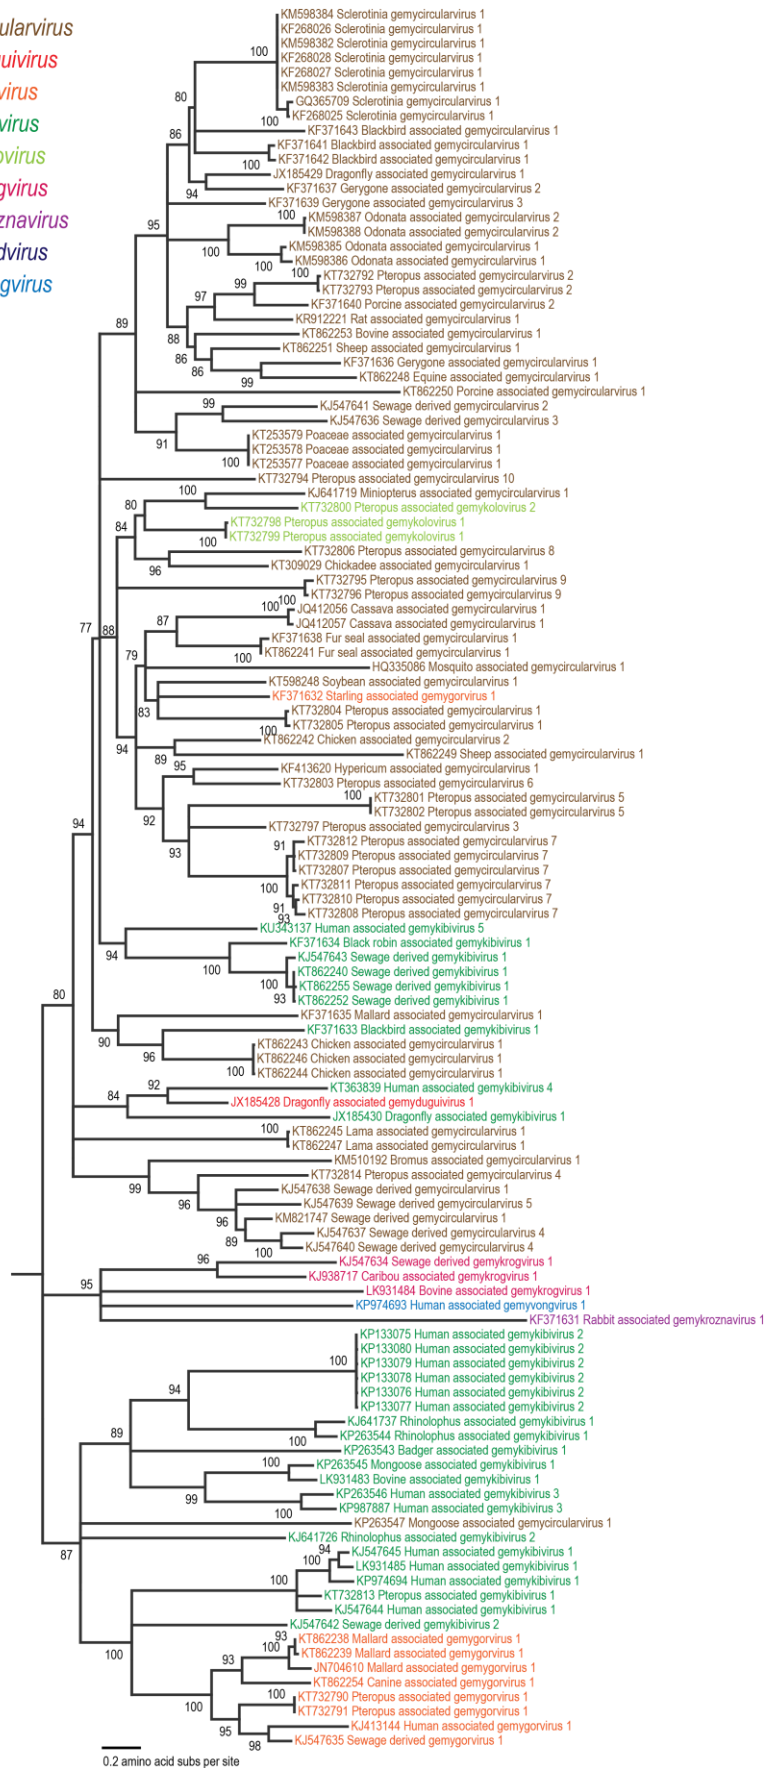 ularvirus
uivirus
virus
virus
ovirus
gvirus
znavirus
dvirus
gvirus
KM598384 Sclerotinia gemycircularvirus 1
KF268026 Sclerotinia gemycircularvirus 1
KM598382 Sclerotinia gemycircularvirus 1
KF268028 Sclerotinia gemycircularvirus 1
KF268027 Sclerotinia gemycircularvirus 1
KM598383 Sclerotinia gemycircularvirus 1
GQ365709 Sclerotinia gemycircularvirus 1
KF268025 Sclerotinia gemycircularvirus 1
KF371643 Blackbird associated gemycircularvirus 1
KF371641 Blackbird associated gemycircularvirus 1
KF371642 Blackbird associated gemycircularvirus 1
JX185429 Dragonfly associated gemycircularvirus 1
KF371637 Gerygone associated gemycircularvirus 2
KF371639 Gerygone associated gemycircularvirus 3
KM598387 Odonata associated gemycircularvirus 2
KM598388 Odonata associated gemycircularvirus 2
KM598385 Odonata associated gemycircularvirus 1
KM598386 Odonata associated gemycircularvirus 1
KT732792 Pteropus associated gemycircularvirus 2
KT732793 Pteropus associated gemycircularvirus 2
KF371640 Porcine associated gemycircularvirus 2
KR912221 Rat associated gemycircularvirus 1
KT862253 Bovine associated gemycircularvirus 1
KT862251 Sheep associated gemycircularvirus 1
KF371636 Gerygone associated gemycircularvirus 1
KT862248 Equine associated gemycircularvirus 1
KT862250 Porcine associated gemycircularvirus 1
KJ547641 Sewage derived gemycircularvirus 2
KJ547636 Sewage derived gemycircularvirus 3
KT253579 Poaceae associated gemycircularvirus 1
KT253578 Poaceae associated gemycircularvirus 1
KT253577 Poaceae associated gemycircularvirus 1
KT732794 Pteropus associated gemycircularvirus 10
KJ641719 Miniopterus associated gemycircularvirus 1
KT732800 Pteropus associated gemykolovirus 2
KT732798 Pteropus associated gemykolovirus 1
KT732799 Pteropus associated gemykolovirus 1
KT732806 Pteropus associated gemycircularvirus 8
KT309029 Chickadee associated gemycircularvirus 1
KT732795 Pteropus associated gemycircularvirus 9
KT732796 Pteropus associated gemycircularvirus 9
JQ412056 Cassava associated gemycircularvirus 1
JQ412057 Cassava associated gemycircularvirus 1
KF371638 Fur seal associated gemycircularvirus 1
KT862241 Fur seal associated gemycircularvirus 1
HQ335086 Mosquito associated gemycircularvirus 1
KT598248 Soybean associated gemycircularvirus 1
KF371632 Starling associated gemygorvirus 1
KT732804 Pteropus associated gemycircularvirus 1
KT732805 Pteropus associated gemycircularvirus 1
KT862242 Chicken associated gemycircularvirus 2
KT862249 Sheep associated gemycircularvirus 1
KF413620 Hypericum associated gemycircularvirus 1
KT732803 Pteropus associated gemycircularvirus 6
KT732801 Pteropus associated gemycircularvirus 5
KT732802 Pteropus associated gemycircularvirus 5
KT732797 Pteropus associated gemycircularvirus 3
KT732812 Pteropus associated gemycircularvirus 7
KT732809 Pteropus associated gemycircularvirus 7
KT732807 Pteropus associated gemycircularvirus 7
KT732811 Pteropus associated gemycircularvirus 7
KT732810 Pteropus associated gemycircularvirus 7
KT732808 Pteropus associated gemycircularvirus 7
KU343137 Human associated gemykibivirus 5
KF371634 Black robin associated gemykibivirus 1
KJ547643 Sewage derived gemykibivirus 1
KT862240 Sewage derived gemykibivirus 1
KT862255 Sewage derived gemykibivirus 1
KT862252 Sewage derived gemykibivirus 1
KF371635 Mallard associated gemycircularvirus 1
KF371633 Blackbird associated gemykibivirus 1
KT862243 Chicken associated gemycircularvirus 1
KT862246 Chicken associated gemycircularvirus 1
KT862244 Chicken associated gemycircularvirus 1
KT363839 Human associated gemykibivirus 4
JX185428 Dragonfly associated gemyduguivirus 1
JX185430 Dragonfly associated gemykibivirus 1
KT862245 Lama associated gemycircularvirus 1
KT862247 Lama associated gemycircularvirus 1
KM510192 Bromus associated gemycircularvirus 1
KT732814 Pteropus associated gemycircularvirus 4
KJ547638 Sewage derived gemycircularvirus 1
KJ547639 Sewage derived gemycircularvirus 5
KM821747 Sewage derived gemycircularvirus 1
KJ547637 Sewage derived gemycircularvirus 4
KJ547640 Sewage derived gemycircularvirus 4
KJ547634 Sewage derived gemykrogvirus 1
KJ938717 Caribou associated gemykrogvirus 1
LK931484 Bovine associated gemykrogvirus 1
KP974693 Human associated gemyvongvirus 1
KF371631 Rabbit associated gemykroznavirus 1
KP133075 Human associated gemykibivirus 2
KP133080 Human associated gemykibivirus 2
KP133079 Human associated gemykibivirus 2
KP133078 Human associated gemykibivirus 2
KP133076 Human associated gemykibivirus 2
KP133077 Human associated gemykibivirus 2
KJ641737 Rhinolophus associated gemykibivirus 1
KP263544 Rhinolophus associated gemykibivirus 1
KP263543 Badger associated gemykibivirus 1
KP263545 Mongoose associated gemykibivirus 1
LK931483 Bovine associated gemykibivirus 1
KP263546 Human associated gemykibivirus 3
KP987887 Human associated gemykibivirus 3
KP263547 Mongoose associated gemycircularvirus 1
KJ641726 Rhinolophus associated gemykibivirus 2
KJ547645 Human associated gemykibivirus 1
LK931485 Human associated gemykibivirus 1
KP974694 Human associated gemykibivirus 1
KT732813 Pteropus associated gemykibivirus 1
KJ547644 Human associated gemykibivirus 1
KJ547642 Sewage derived gemykibivirus 2
KT862238 Mallard associated gemygorvirus 1
KT862239 Mallard associated gemygorvirus 1
JN704610 Mallard associated gemygorvirus 1
KT862254 Canine associated gemygorvirus 1
KT732790 Pteropus associated gemygorvirus 1
KT732791 Pteropus associated gemygorvirus 1
KJ413144 Human associated gemygorvirus 1
KJ547635 Sewage derived gemygorvirus 1
0.2 amino acid subs per site